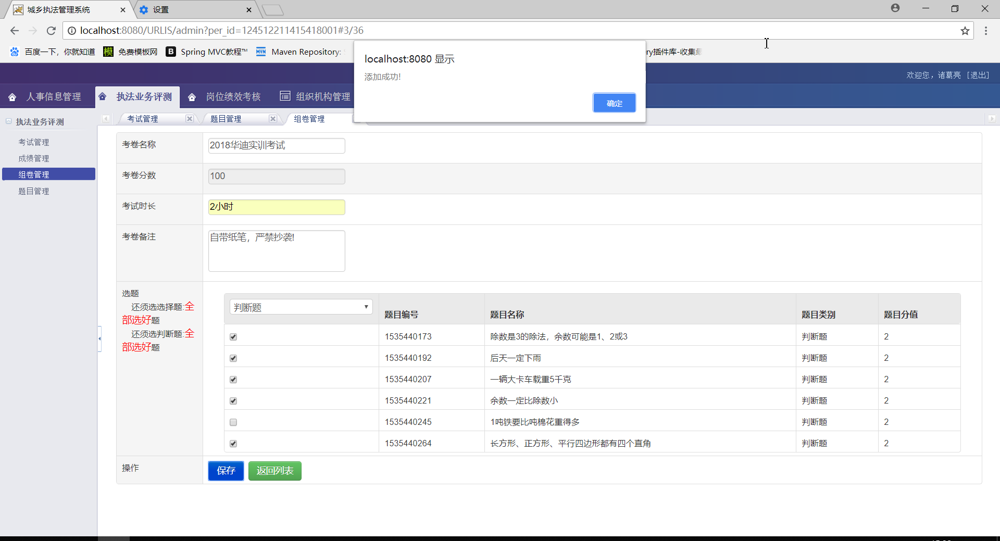 城乡执法管理系统
设置
localhost:8080/URLIS/admin?per_id=124512211415418001#3/36
百度一下，你就知道 免费模板网 Spring MVC教程™ Maven Repository: ry插件库-收集最
localhost:8080 显示
添加成功!
确定
欢迎您，诸葛亮 [退出]
人事信息管理 执法业务评测 岗位绩效考核 组织机构管理
执法业务评测
考试管理
成绩管理
组卷管理
题目管理
考试管理 题目管理 组卷管理
考卷名称 2018华迪实训考试
考卷分数 100
考试时长 2小时
考卷备注 自带纸笔，严禁抄袭!
选题
还须选选择题:全
部选好题
还须选判断题:全
部选好题
判断题 题目编号 题目名称 题目类别 题目分值
1535440173 除数是3的除法，余数可能是1、2或3 判断题 2
1535440192 后天一定下雨 判断题 2
1535440207 一辆大卡车载重5千克 判断题 2
1535440221 余数一定比除数小 判断题 2
1535440245 1吨铁要比吨棉花重得多 判断题 2
1535440264 长方形、正方形、平行四边形都有四个直角 判断题 2
操作 保存 返回列表